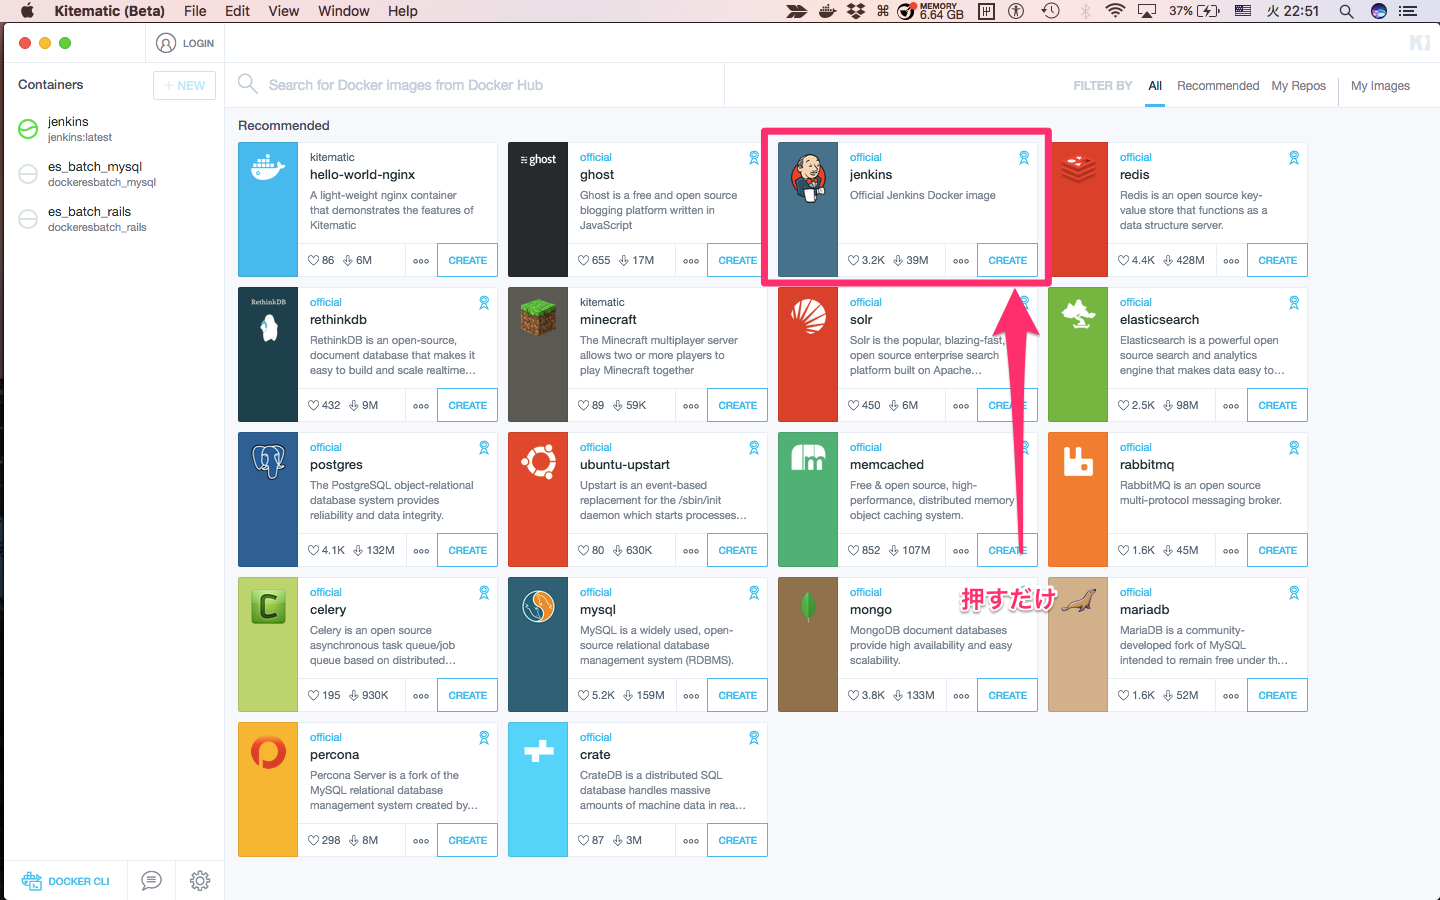 Kitematic (Beta) File Edit View Window Help
MEMORY
6.64 GB
37% 火 22:51
LOGIN
Containers
+ NEW
jenkins
jenkins:latest
es_batch_mysql
dockeresbatch_mysql
es_batch_rails
dockeresbatch_rails
DOCKER CLI
Search for Docker images from Docker Hub
FILTER BY All Recommended My Repos My Images
Recommended
kitematic
hello-world-nginx
A light-weight nginx container
that demonstrates the features of
Kitematic
86 6M CREATE
ghost
official
ghost
Ghost is a free and open source
blogging platform written in
JavaScript
655 17M CREATE
official
jenkins
Official Jenkins Docker image
3.2K 39M CREATE
official
redis
Redis is an open source key-
value store that functions as a
data structure server.
4.4K 428M CREATE
RethinkDB
official
rethinkdb
RethinkDB is an open-source,
document database that makes it
easy to build and scale realtime...
432 9M CREATE
kitematic
minecraft
The Minecraft multiplayer server
allows two or more players to
play Minecraft together
89 59K CREATE
official
solr
Solr is the popular, blazing-fast,
open source enterprise search
platform built on Apache...
450 6M CREATE
official
elasticsearch
Elasticsearch is a powerful open
source search and analytics
engine that makes data easy to...
2.5K 98M CREATE
official
postgres
The PostgreSQL object-relational
database system provides
reliability and data integrity.
4.1K 132M CREATE
official
ubuntu-upstart
Upstart is an event-based
replacement for the /sbin/init
daemon which starts processes...
80 630K CREATE
official
memcached
Free & open source, high-
performance, distributed memory
object caching system.
852 107M CREATE
official
rabbitmq
RabbitMQ is an open source
multi-protocol messaging broker.
1.6K 45M CREATE
official
celery
Celery is an open source
asynchronous task queue/job
queue based on distributed...
195 930K CREATE
official
mysql
MySQL is a widely used, open-
source relational database
management system (RDBMS).
5.2K 159M CREATE
official
mongo
MongoDB document databases
provide high availability and easy
scalability.
3.8K 133M CREATE
押すだけ
official
mariadb
MariaDB is a community-
developed fork of MySQL
intended to remain free under th...
1.6K 52M CREATE
official
percona
Percona Server is a fork of the
MySQL relational database
management system created by...
298 8M CREATE
official
crate
CrateDB is a distributed SQL
database handles massive
amounts of machine data in rea...
87 3M CREATE